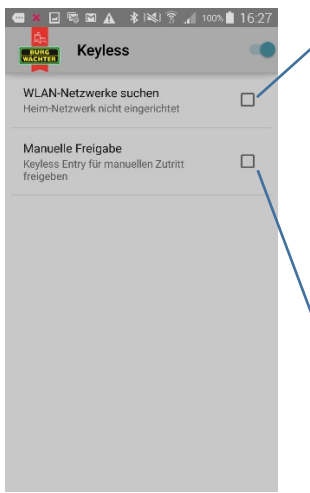 100% 16:27
BURG
WÄCHTER
Keyless
WLAN-Netzwerke suchen
Heim-Netzwerk nicht eingerichtet
Manuelle Freigabe
Keyless Entry für manuellen Zutritt
freigeben